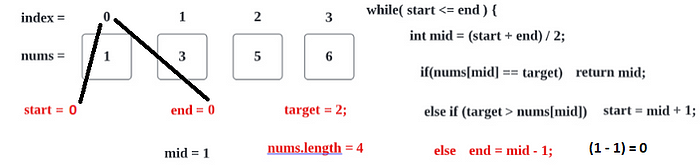 index = 0 1 2 3
nums = 1 3 5 6
start = 0 end = 0 target = 2;
mid = 1 nums.length = 4
while( start <= end ) {
int mid = (start + end) / 2;
if(nums[mid] == target) return mid;
else if (target > nums[mid]) start = mid + 1;
else end = mid - 1; (1 - 1) = 0